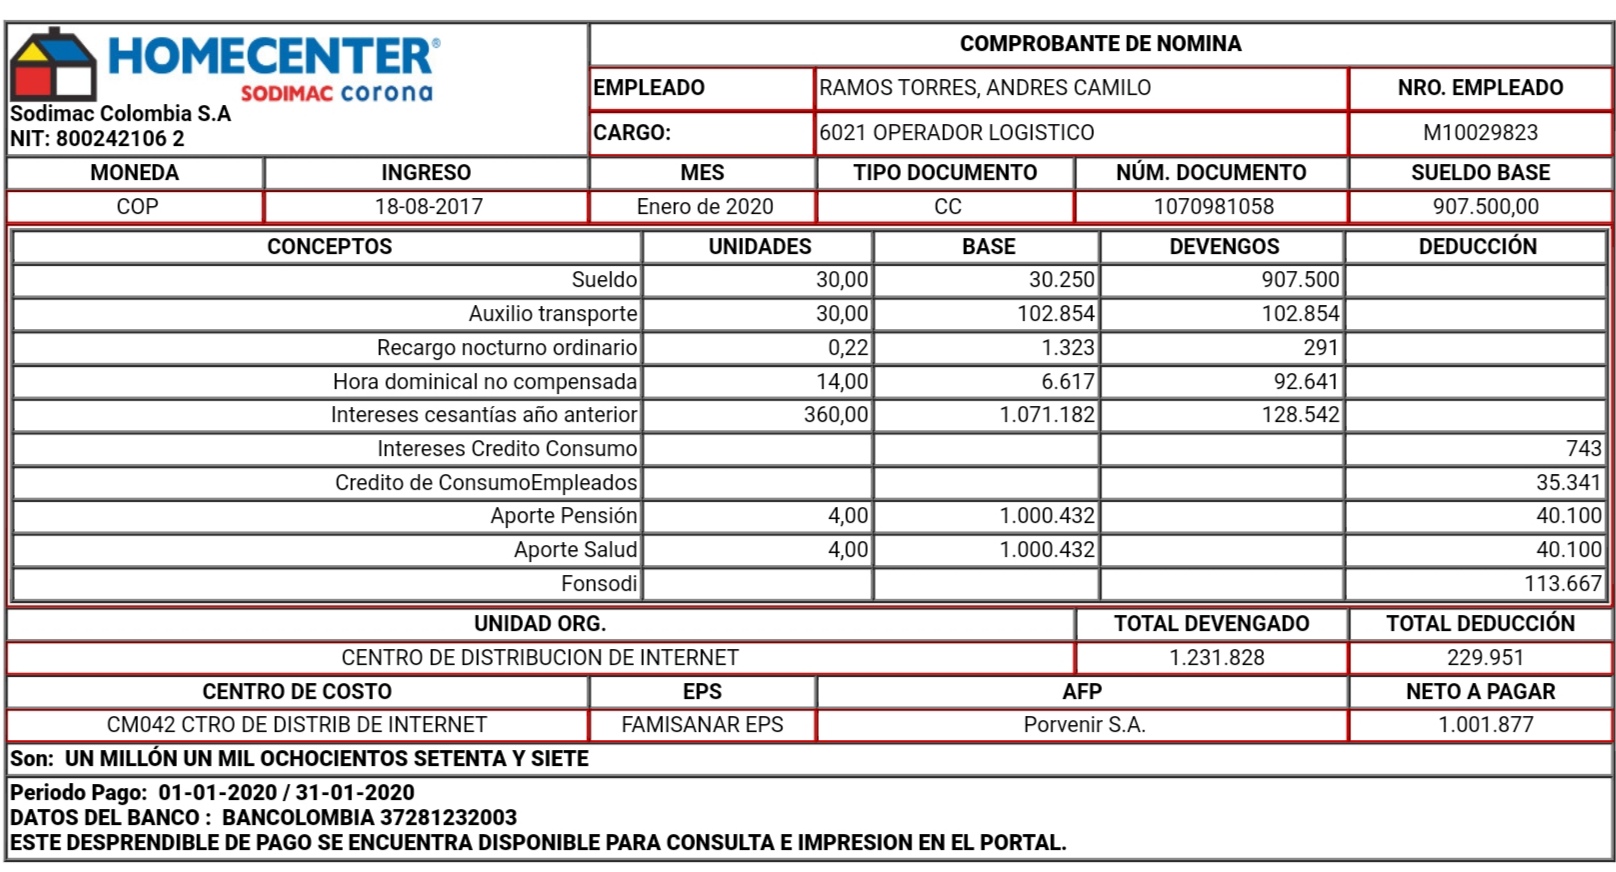 HOMECENTER®
SODIMAC corona
Sodimac Colombia S.A
NIT: 800242106 2
COMPROBANTE DE NOMINA
EMPLEADO RAMOS TORRES, ANDRES CAMILO NRO. EMPLEADO
CARGO: 6021 OPERADOR LOGISTICO M10029823
MONEDA INGRESO MES TIPO DOCUMENTO NÚM. DOCUMENTO SUELDO BASE
COP 18-08-2017 Enero de 2020 CC 1070981058 907.500,00
CONCEPTOS UNIDADES BASE DEVENGOS DEDUCCIÓN
Sueldo 30,00 30.250 907.500
Auxilio transporte 30,00 102.854 102.854
Recargo nocturno ordinario 0,22 1.323 291
Hora dominical no compensada 14,00 6.617 92.641
Intereses cesantías año anterior 360,00 1.071.182 128.542
Intereses Credito Consumo 743
Credito de ConsumoEmpleados 35.341
Aporte Pensión 4,00 1.000.432 40.100
Aporte Salud 4,00 1.000.432 40.100
Fonsodi 113.667
UNIDAD ORG. TOTAL DEVENGADO TOTAL DEDUCCIÓN
CENTRO DE DISTRIBUCION DE INTERNET 1.231.828 229.951
CENTRO DE COSTO EPS AFP NETO A PAGAR
CM042 CTRO DE DISTRIB DE INTERNET FAMISANAR EPS Porvenir S.A. 1.001.877
Son: UN MILLÓN UN MIL OCHOCIENTOS SETENTA Y SIETE
Periodo Pago: 01-01-2020 / 31-01-2020
DATOS DEL BANCO : BANCOLOMBIA 37281232003
ESTE DESPRENDIBLE DE PAGO SE ENCUENTRA DISPONIBLE PARA CONSULTA E IMPRESION EN EL PORTAL.